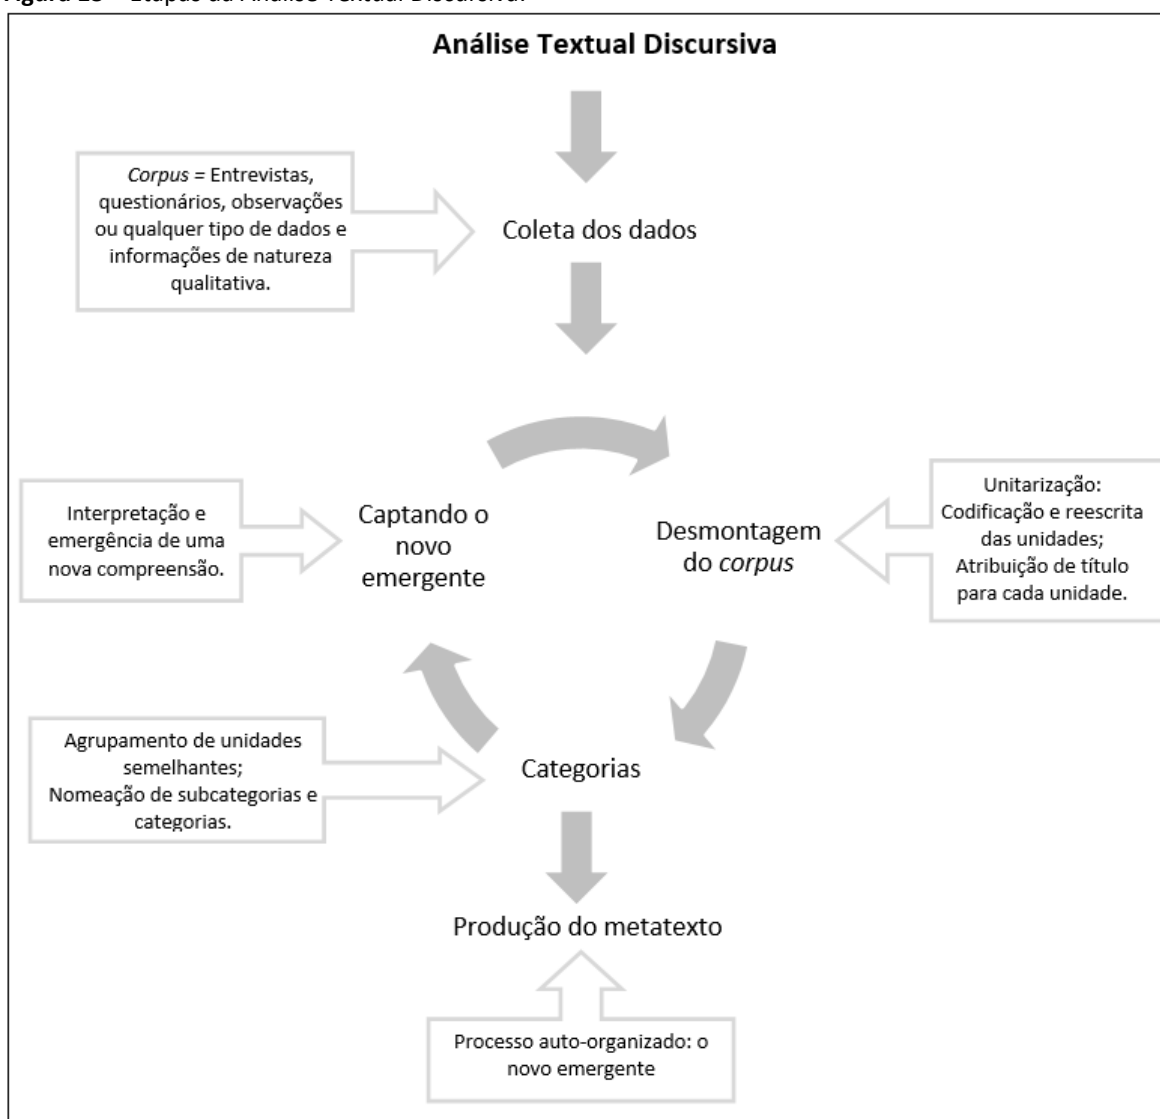 Análise Textual Discursiva
Corpus = Entrevistas,
questionários, observações
ou qualquer tipo de dados e
informações de natureza
qualitativa.
Coleta dos dados
Interpretação e
emergência de uma
nova compreensão.
Captando o
novo
emergente
Desmontagem
do corpus
Unitarização:
Codificação e reescrita
das unidades;
Atribuição de título
para cada unidade.
Agrupamento de unidades
semelhantes;
Nomeação de subcategorias e
categorias.
Categorias
Produção do metatexto
Processo auto-organizado: o
novo emergente